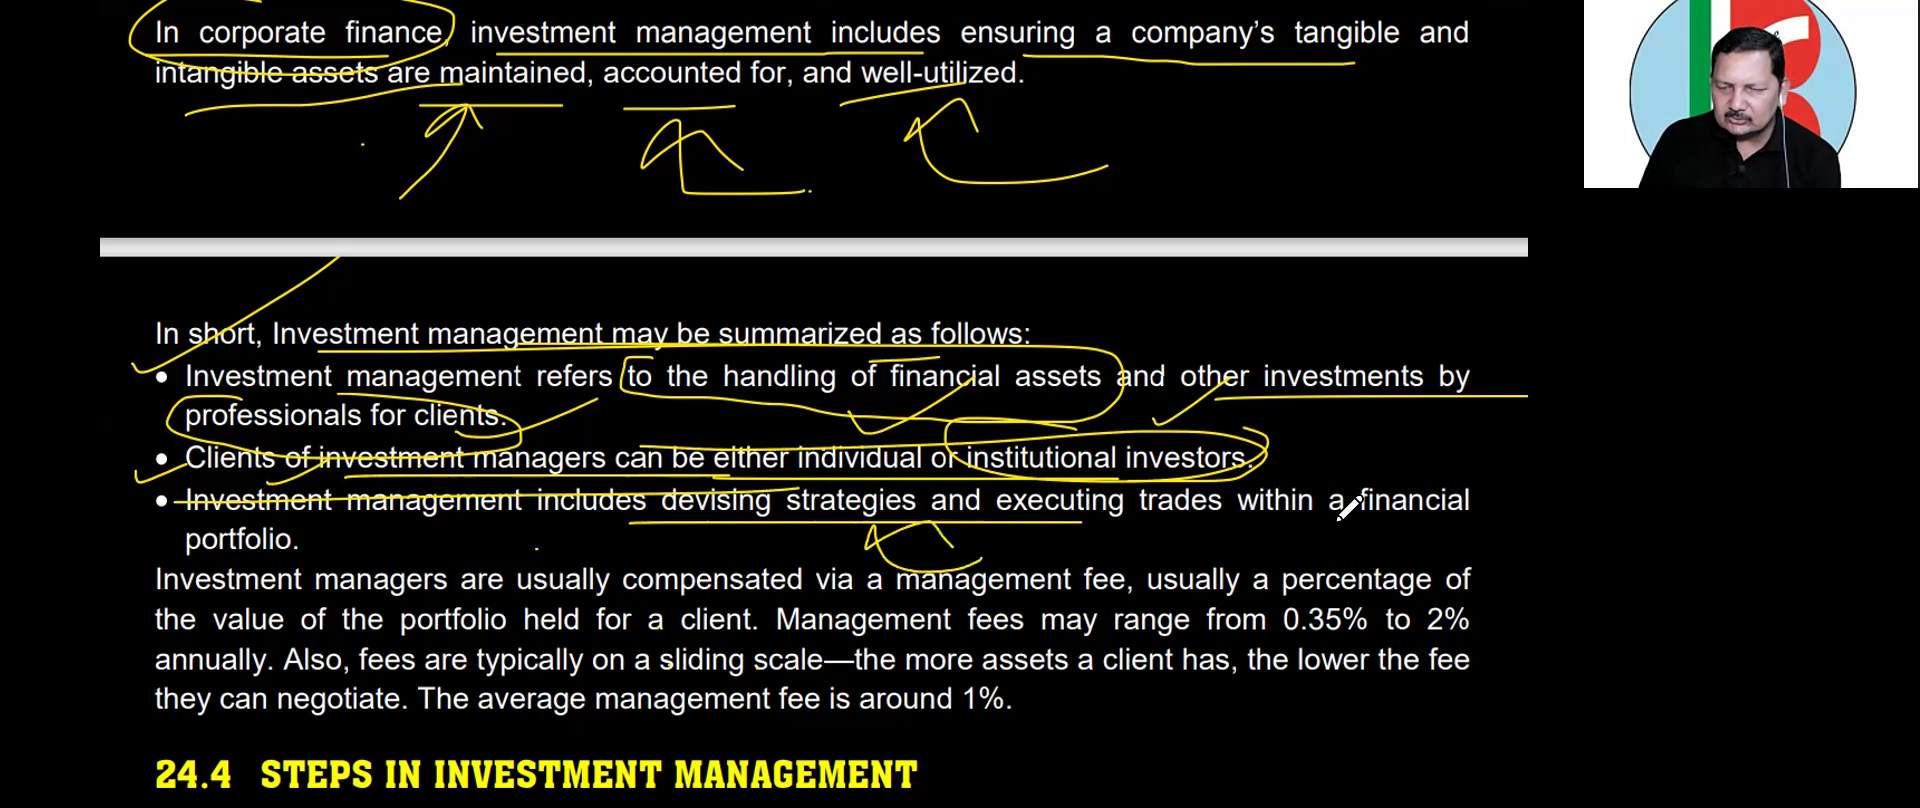 In corporate finance, investment management includes ensuring a company's tangible and
intangible assets are maintained, accounted for, and well-utilized.
In short, Investment management may be summarized as follows:
• Investment management refers to the handling of financial assets and other investments by
professionals for clients.
• Clients of investment managers can be either individual or institutional investors.
• Investment management includes devising strategies and executing trades within a financial
portfolio.
Investment managers are usually compensated via a management fee, usually a percentage of
the value of the portfolio held for a client. Management fees may range from 0.35% to 2%
annually. Also, fees are typically on a sliding scale—the more assets a client has, the lower the fee
they can negotiate. The average management fee is around 1%.
24.4 STEPS IN INVESTMENT MANAGEMENT